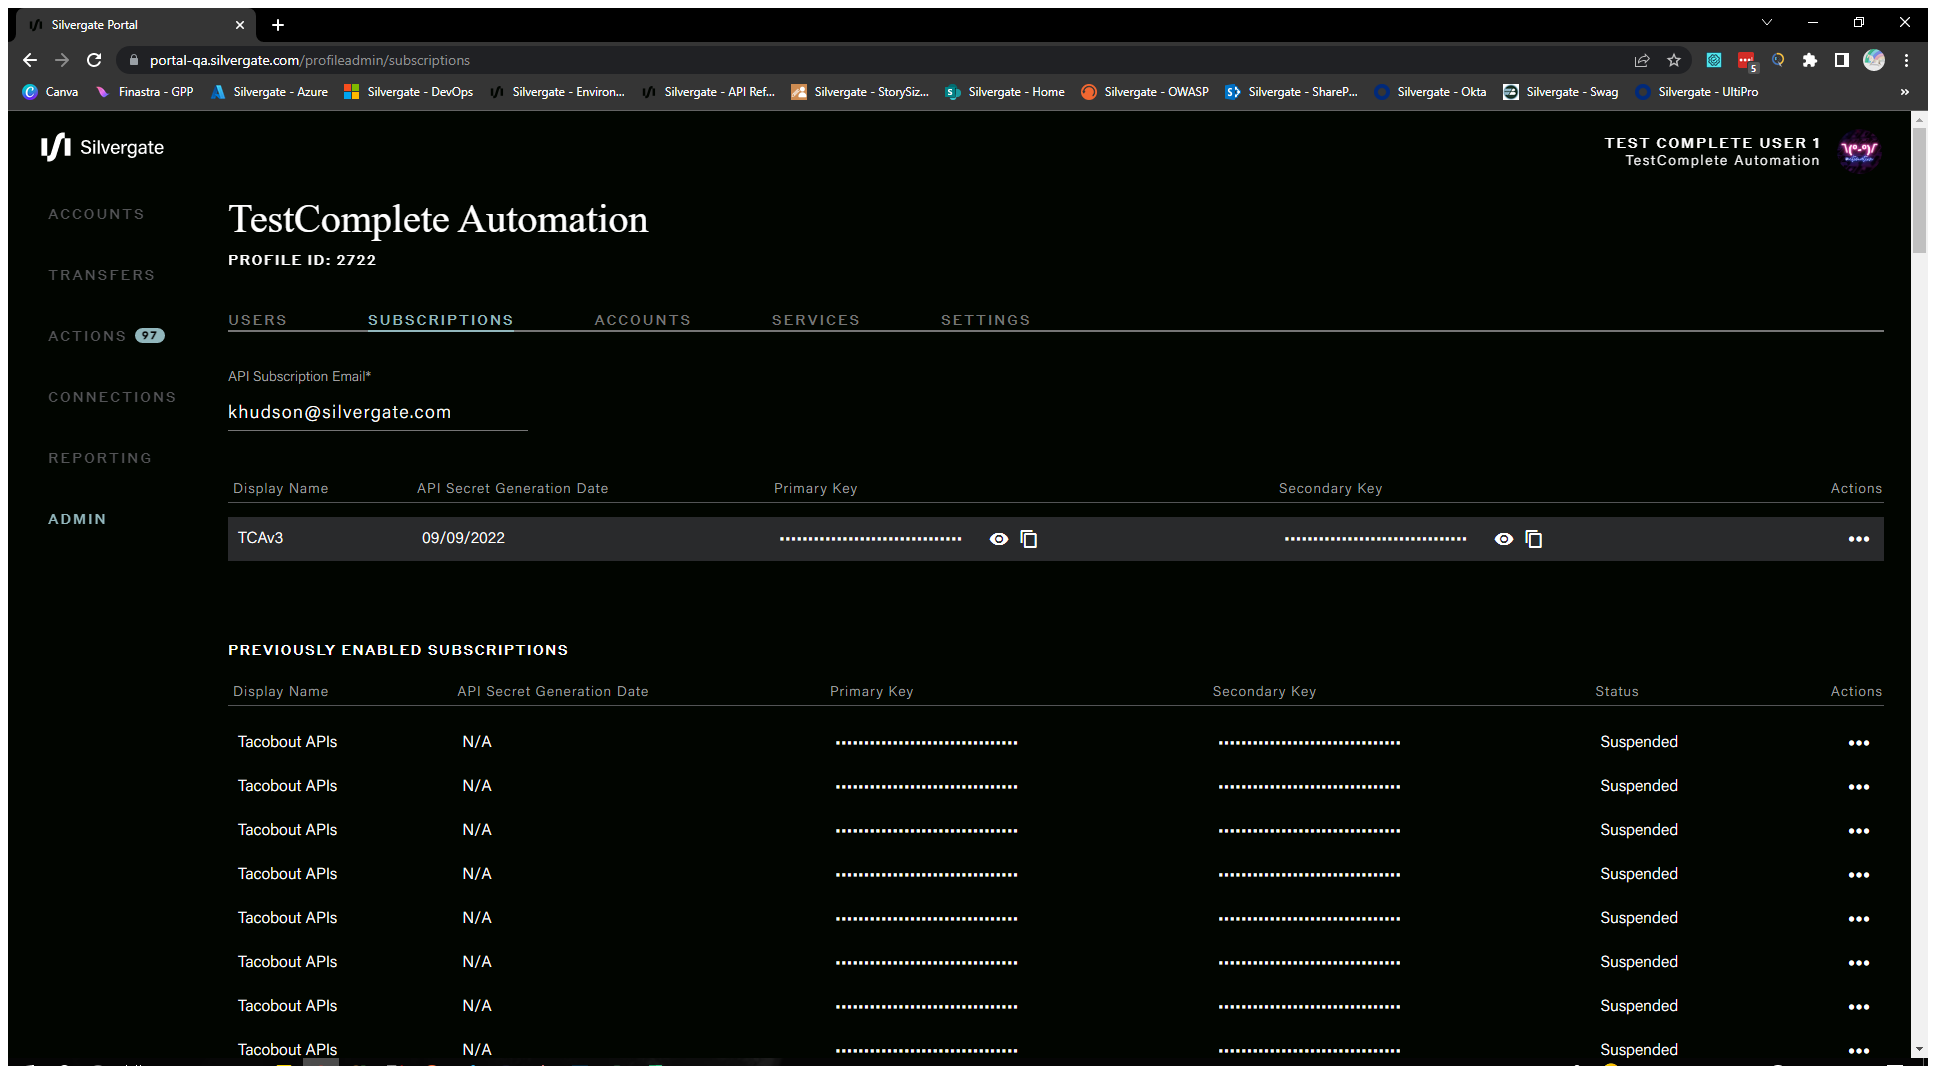 Silvergate Portal
portal-qa.silvergate.com/profileadmin/subscriptions
5
Canva Finastra - GPP Silvergate - Azure Silvergate - DevOps Silvergate - Environ... Silvergate - API Ref... Silvergate - StorySiz... Silvergate - Home Silvergate - OWASP Silvergate - ShareP... Silvergate - Okta Silvergate - Swag Silvergate - UltiPro »
Silvergate
TEST COMPLETE USER 1
TestComplete Automation
ACCOUNTS
TRANSFERS
ACTIONS 97
CONNECTIONS
REPORTING
ADMIN
TestComplete Automation
PROFILE ID: 2722
USERS SUBSCRIPTIONS ACCOUNTS SERVICES SETTINGS
API Subscription Email*
khudson@silvergate.com
Display Name API Secret Generation Date Primary Key Secondary Key Actions
TCAv3 09/09/2022
PREVIOUSLY ENABLED SUBSCRIPTIONS
Display Name API Secret Generation Date Primary Key Secondary Key Status Actions
Tacobout APIs N/A Suspended
Tacobout APIs N/A Suspended
Tacobout APIs N/A Suspended
Tacobout APIs N/A Suspended
Tacobout APIs N/A Suspended
Tacobout APIs N/A Suspended
Tacobout APIs N/A Suspended
Tacobout APIs N/A Suspended